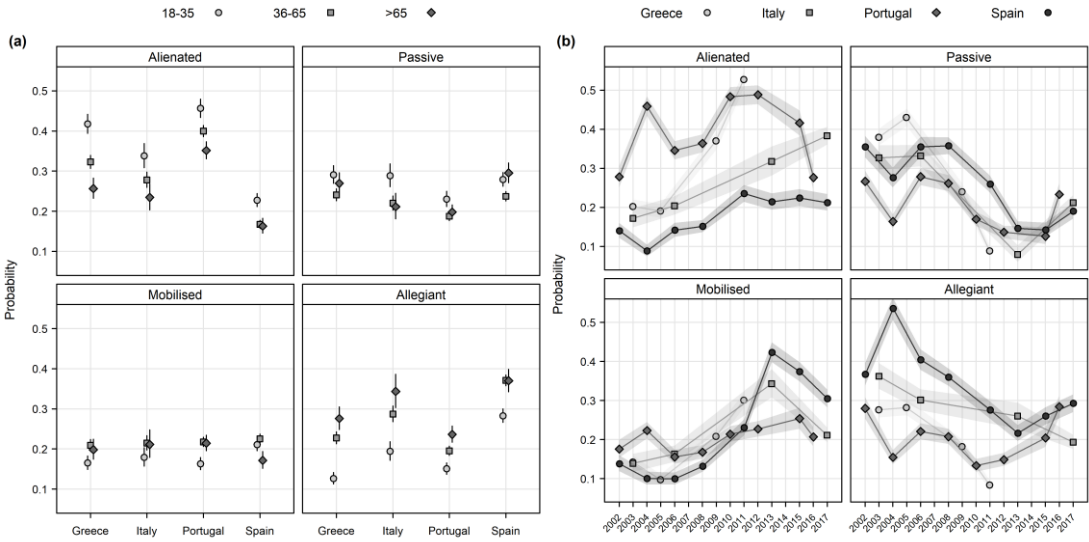 18-35 36-65 >65
Greece Italy Portugal Spain
(a)
Alienated Passive
0.5
0.4
0.3
0.2
0.1
Probability
Mobilised Allegiant
0.5
0.4
0.3
0.2
0.1
Greece Italy Portugal Spain Greece Italy Portugal Spain
(b)
Alienated Passive
0.5
0.4
0.3
0.2
0.1
Probability
Mobilised Allegiant
0.5
0.4
0.3
0.2
0.1
2002 2003 2004 2005 2006 2007 2008 2009 2010 2011 2012 2013 2014 2015 2016 2017 2002 2003 2004 2005 2006 2007 2008 2009 2010 2011 2012 2013 2014 2015 2016 2017